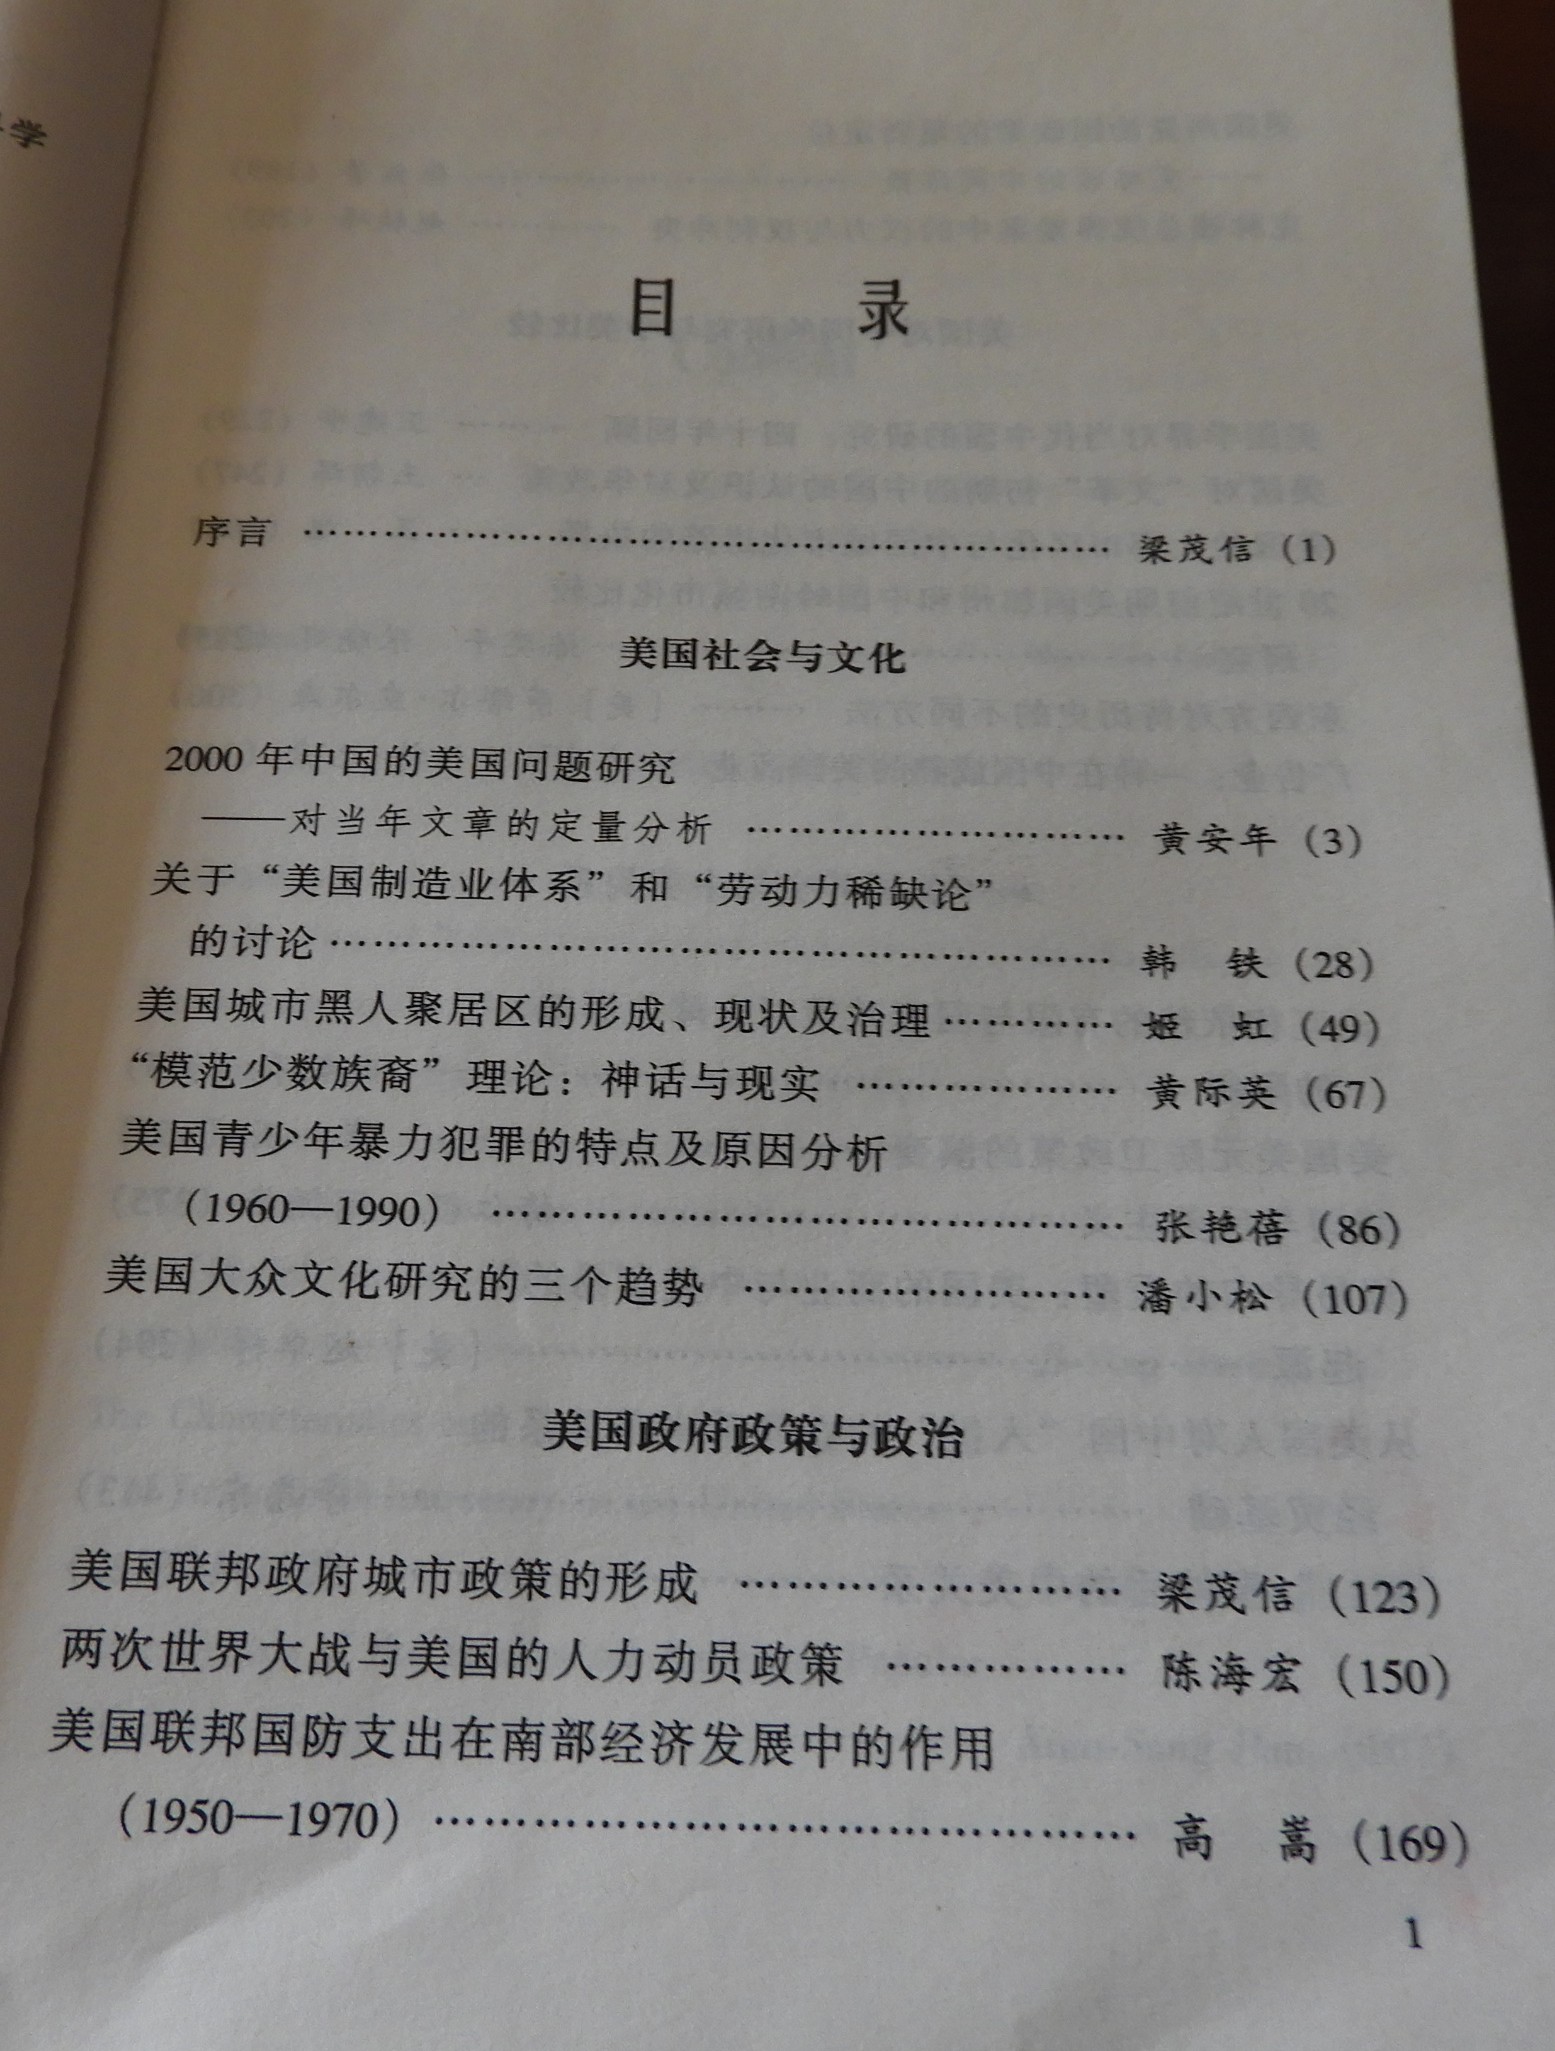 学
目 录
序言 …………………………………………………… 梁茂信 (1)
美国社会与文化
2000 年中国的美国问题研究
——对当年文章的定量分析 ………………………… 黄安年 (3)
关于“美国制造业体系”和“劳动力稀缺论”
的讨论 …………………………………………………… 韩 铁 (28)
美国城市黑人聚居区的形成、现状及治理 ………… 姬 虹 (49)
“模范少数族裔”理论：神话与现实 ……………… 黄际英 (67)
美国青少年暴力犯罪的特点及原因分析
(1960—1990) ……………………………………… 张艳蓓 (86)
美国大众文化研究的三个趋势 …………………… 潘小松 (107)
美国政府政策与政治
美国联邦政府城市政策的形成 …………………… 梁茂信 (123)
两次世界大战与美国的人力动员政策 …………… 陈海宏 (150)
美国联邦国防支出在南部经济发展中的作用
(1950—1970) ……………………………………… 高 嵩 (169)
1